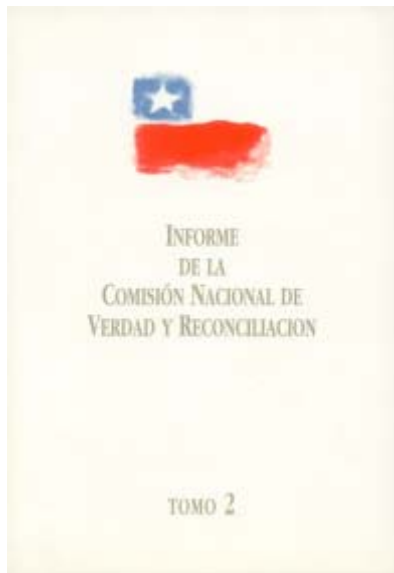 INFORME
DE LA
COMISIÓN NACIONAL DE
VERDAD Y RECONCILIACION
TOMO 2